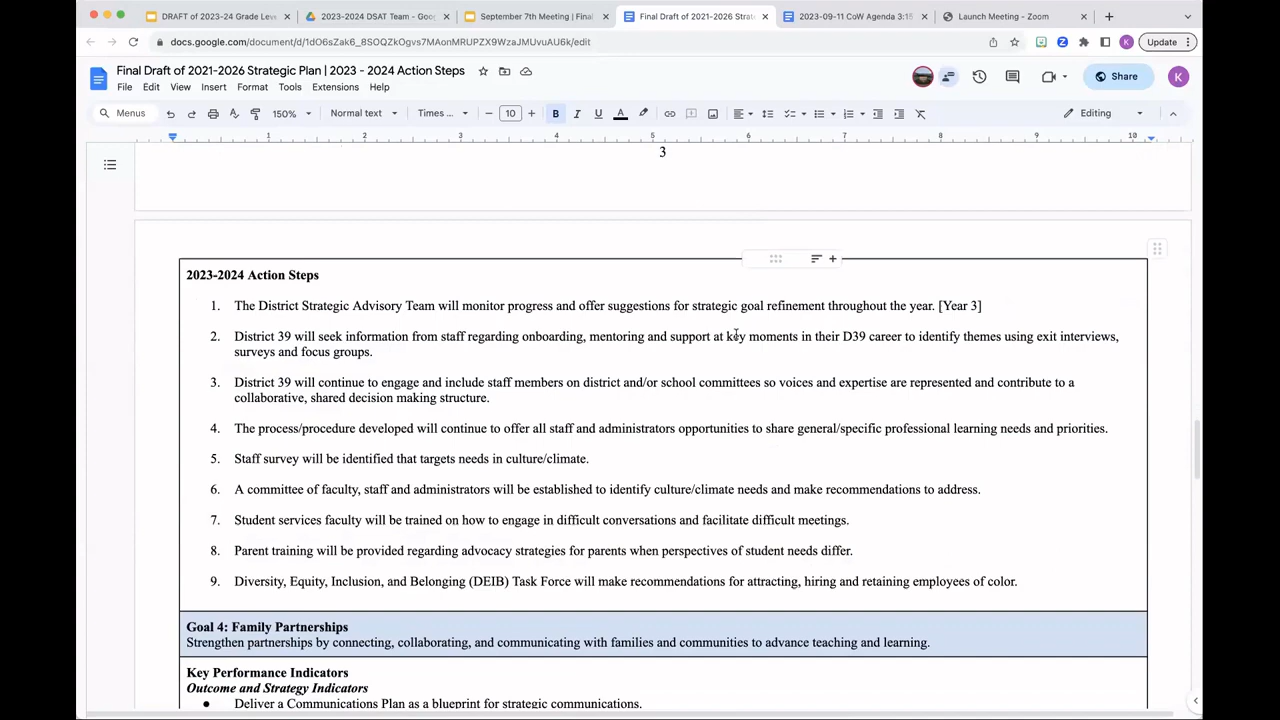 DRAFT of 2023-24 Grade Lev
2023-2024 DSAT Team - Goo
September 7th Meeting | Final
Final Draft of 2021-2026 Strate
2023-09-11 CoW Agenda 3:15
Launch Meeting - Zoom
docs.google.com/document/d/1dO6sZak6_8SOQZkOgvs7MAonMRUPZX9WzaJMUvuAU6k/edit
K
Update
Final Draft of 2021-2026 Strategic Plan | 2023 - 2024 Action Steps
File Edit View Insert Format Tools Extensions Help
Share
K
Menus
150%
Normal text
Times ...
10
B I U A
Editing
1 2 3 4 5 6 7 8 9 10
3
2023-2024 Action Steps
1. The District Strategic Advisory Team will monitor progress and offer suggestions for strategic goal refinement throughout the year. [Year 3]
2. District 39 will seek information from staff regarding onboarding, mentoring and support at key moments in their D39 career to identify themes using exit interviews,
surveys and focus groups.
3. District 39 will continue to engage and include staff members on district and/or school committees so voices and expertise are represented and contribute to a
collaborative, shared decision making structure.
4. The process/procedure developed will continue to offer all staff and administrators opportunities to share general/specific professional learning needs and priorities.
5. Staff survey will be identified that targets needs in culture/climate.
6. A committee of faculty, staff and administrators will be established to identify culture/climate needs and make recommendations to address.
7. Student services faculty will be trained on how to engage in difficult conversations and facilitate difficult meetings.
8. Parent training will be provided regarding advocacy strategies for parents when perspectives of student needs differ.
9. Diversity, Equity, Inclusion, and Belonging (DEIB) Task Force will make recommendations for attracting, hiring and retaining employees of color.
Goal 4: Family Partnerships
Strengthen partnerships by connecting, collaborating, and communicating with families and communities to advance teaching and learning.
Key Performance Indicators
Outcome and Strategy Indicators
● Deliver a Communications Plan as a blueprint for strategic communications.